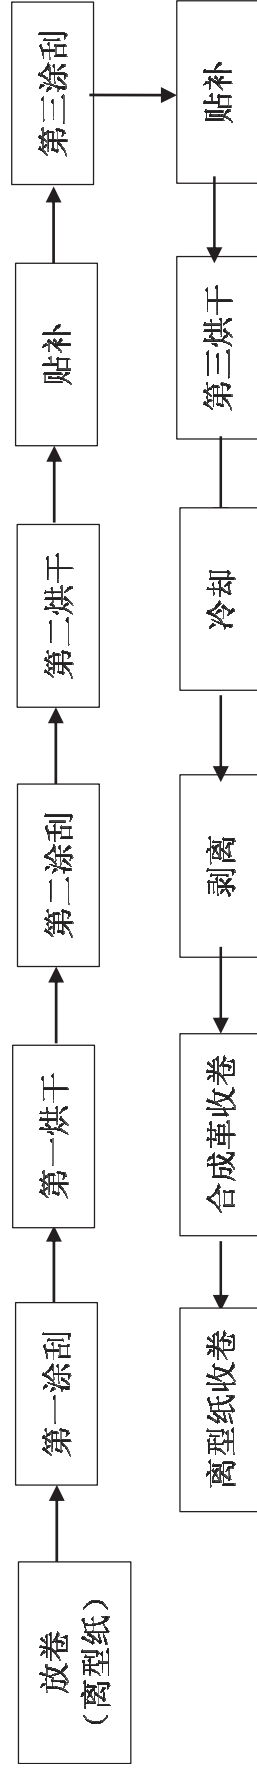 放卷
（离型纸）
第一涂刮
第一烘干
第二涂刮
第二烘干
贴补
第三涂刮
贴补
第三烘干
冷却
剥离
合成革收卷
离型纸收卷